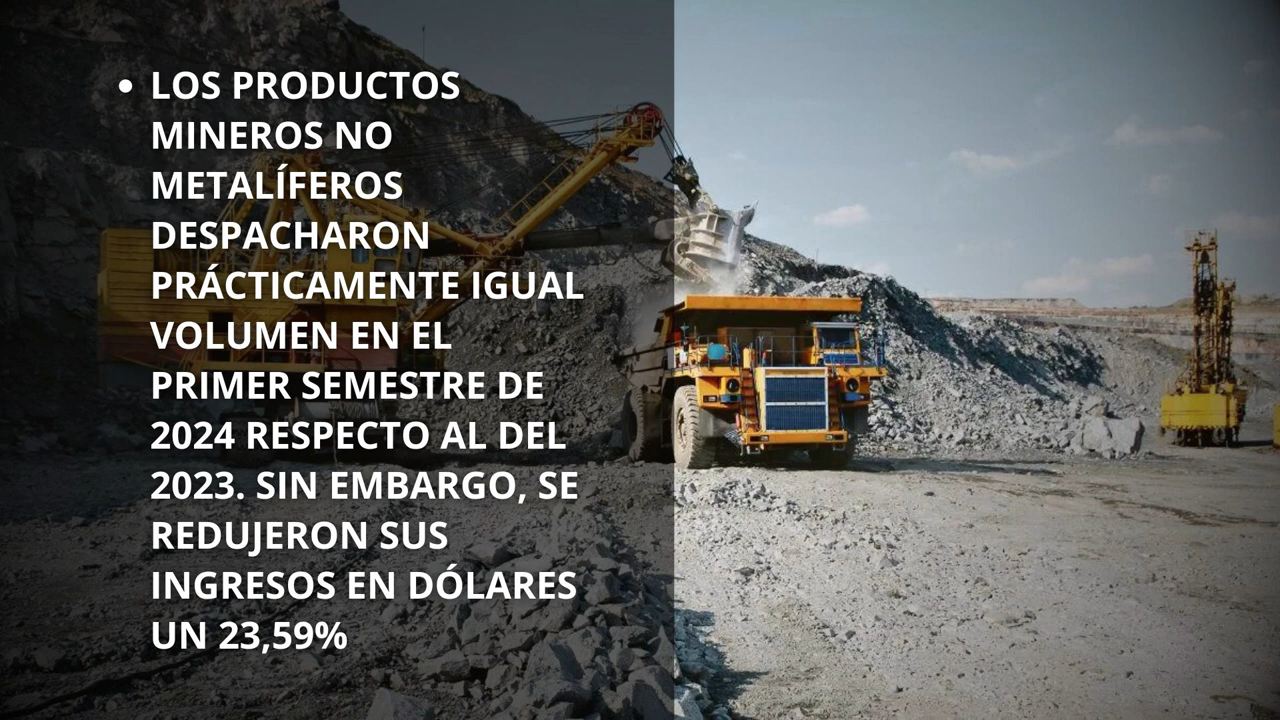 • LOS PRODUCTOS
MINEROS NO
METALÍFEROS
DESPACHARON
PRÁCTICAMENTE IGUAL
VOLUMEN EN EL
PRIMER SEMESTRE DE
2024 RESPECTO AL DEL
2023. SIN EMBARGO, SE
REDUJERON SUS
INGRESOS EN DÓLARES
UN 23,59%